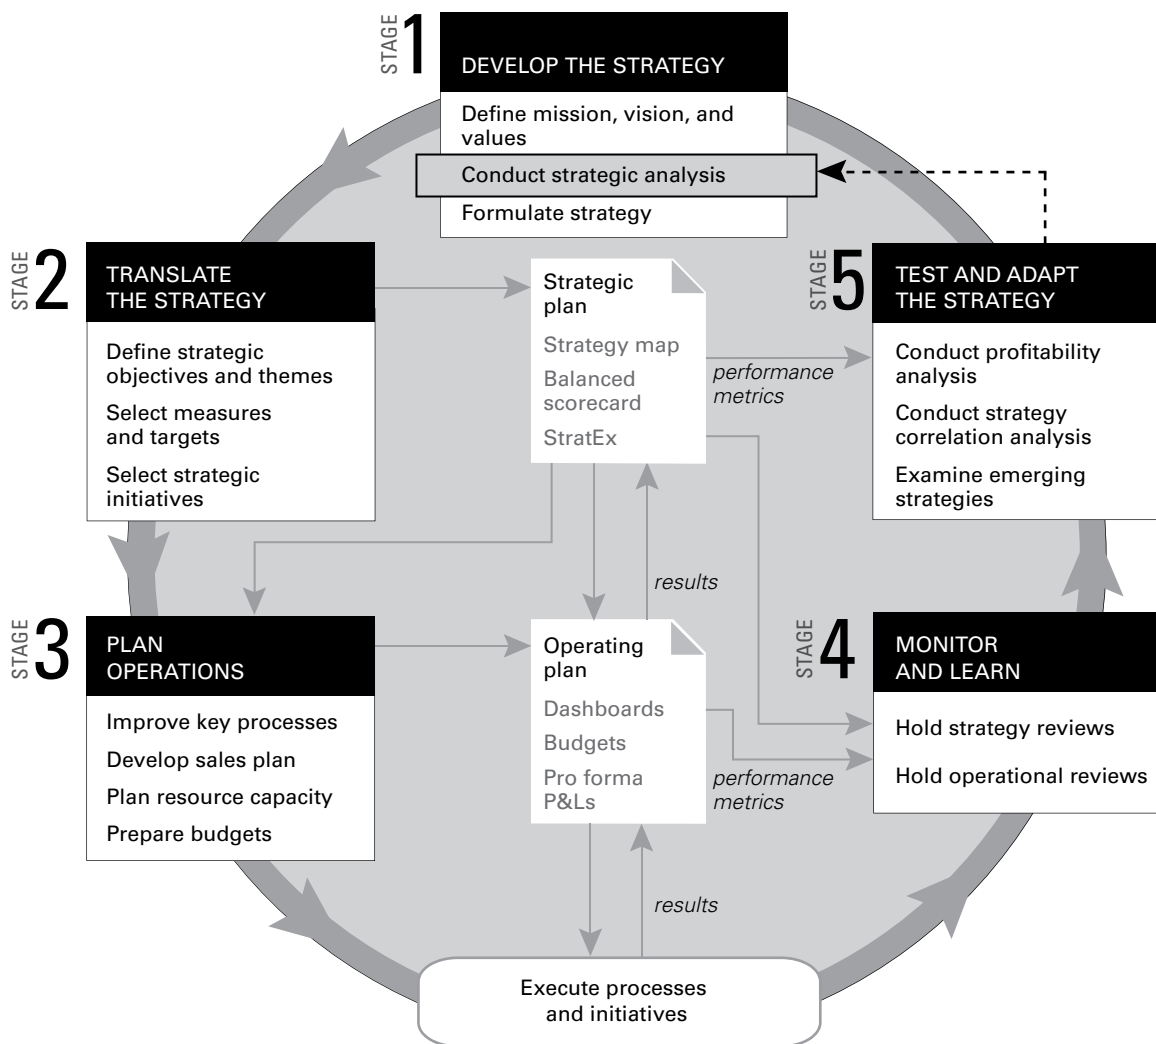 STAGE 1
DEVELOP THE STRATEGY
Define mission, vision, and
values
Conduct strategic analysis
Formulate strategy
STAGE 2
TRANSLATE
THE STRATEGY
Define strategic
objectives and themes
Select measures
and targets
Select strategic
initiatives
Strategic
plan
Strategy map
Balanced
scorecard
StratEx
performance
metrics
STAGE 5
TEST AND ADAPT
THE STRATEGY
Conduct profitability
analysis
Conduct strategy
correlation analysis
Examine emerging
strategies
results
STAGE 3
PLAN
OPERATIONS
Improve key processes
Develop sales plan
Plan resource capacity
Prepare budgets
Operating
plan
Dashboards
Budgets
Pro forma
P&Ls
performance
metrics
STAGE 4
MONITOR
AND LEARN
Hold strategy reviews
Hold operational reviews
results
Execute processes
and initiatives